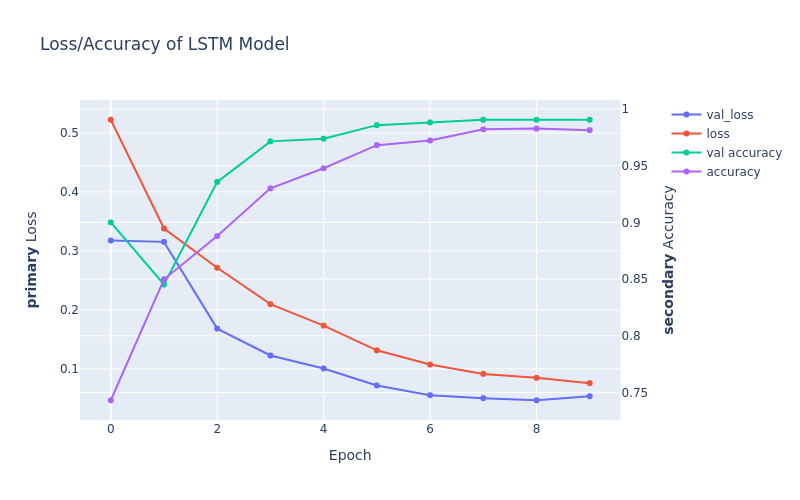 Loss/Accuracy of LSTM Model
0.5
0.4
0.3
0.2
0.1
primary Loss
0 2 4 6 8
Epoch
1
0.95
0.9
0.85
0.8
0.75
secondary Accuracy
val_loss
loss
val accuracy
accuracy